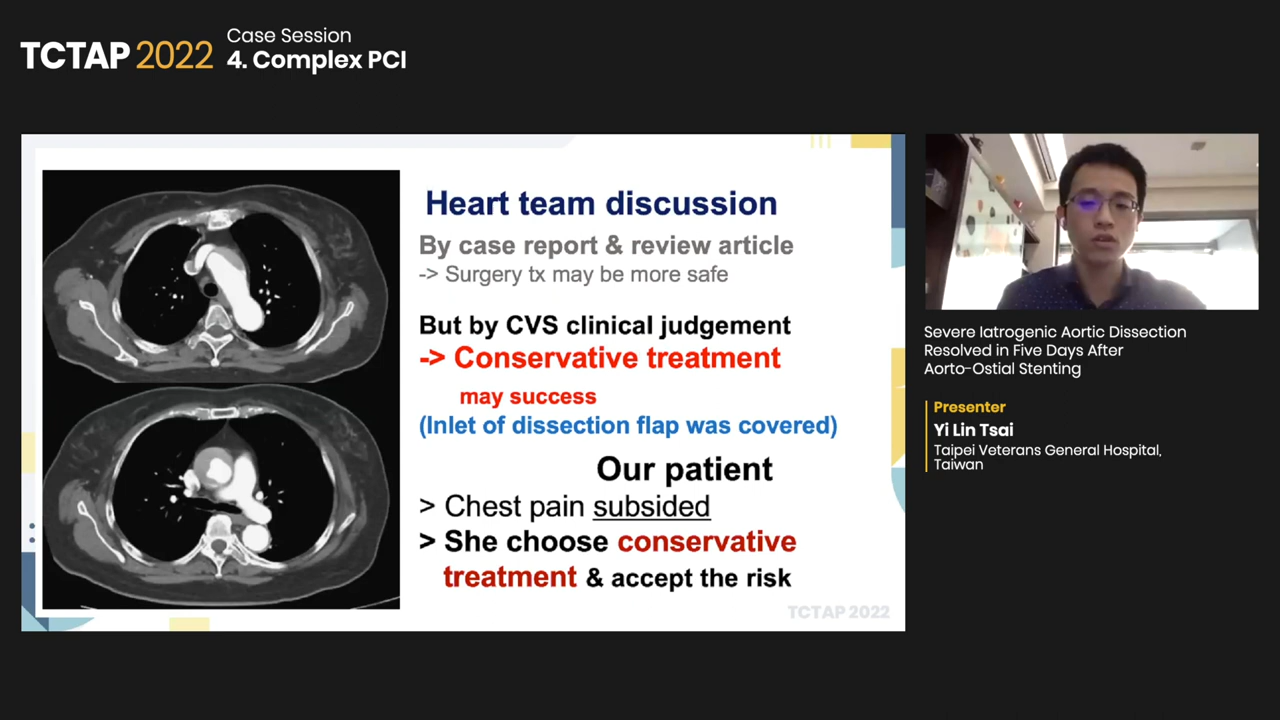 TCTAP 2022
Case Session
4. Complex PCI
Heart team discussion
By case report & review article
-> Surgery tx may be more safe
But by CVS clinical judgement
-> Conservative treatment
may success
(Inlet of dissection flap was covered)
Our patient
> Chest pain subsided
> She choose conservative
treatment & accept the risk
TCTAP 2022
Severe Iatrogenic Aortic Dissection
Resolved in Five Days After
Aorto-Ostial Stenting
Presenter
Yi Lin Tsai
Taipei Veterans General Hospital,
Taiwan